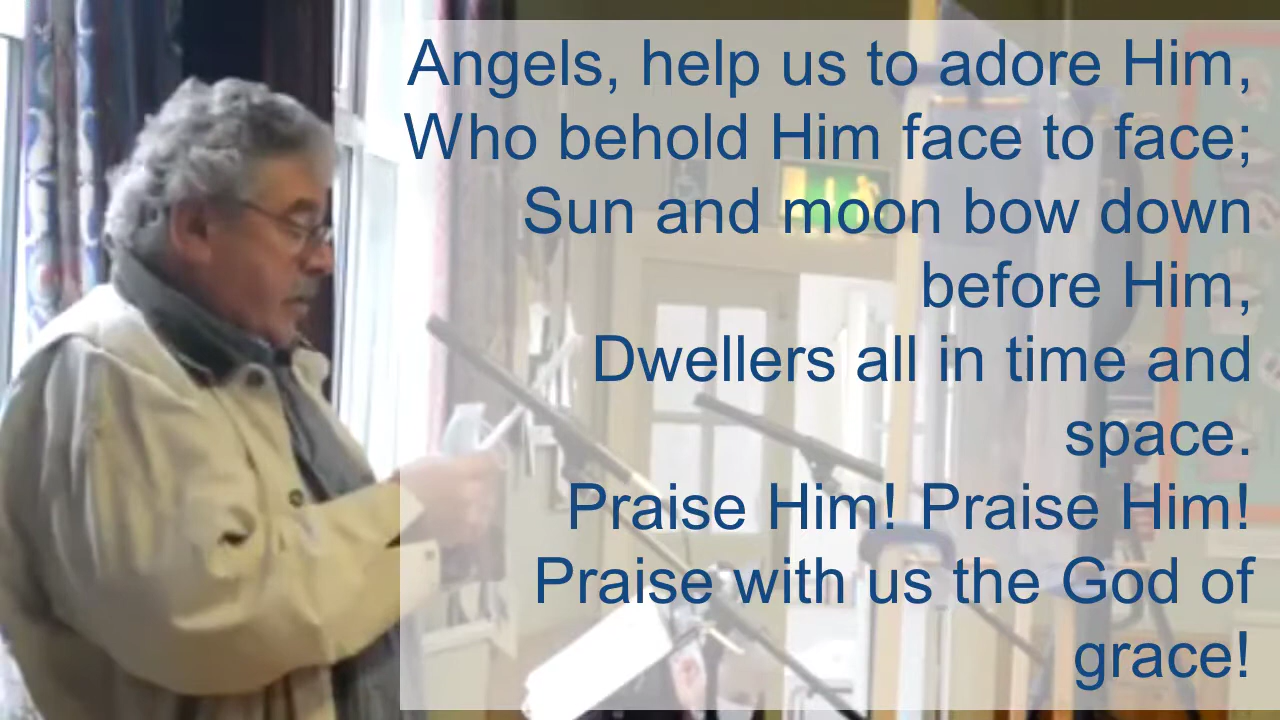 Angels, help us to adore Him,
Who behold Him face to face;
Sun and moon bow down
before Him,
Dwellers all in time and
space.
Praise Him! Praise Him!
Praise with us the God of
grace!